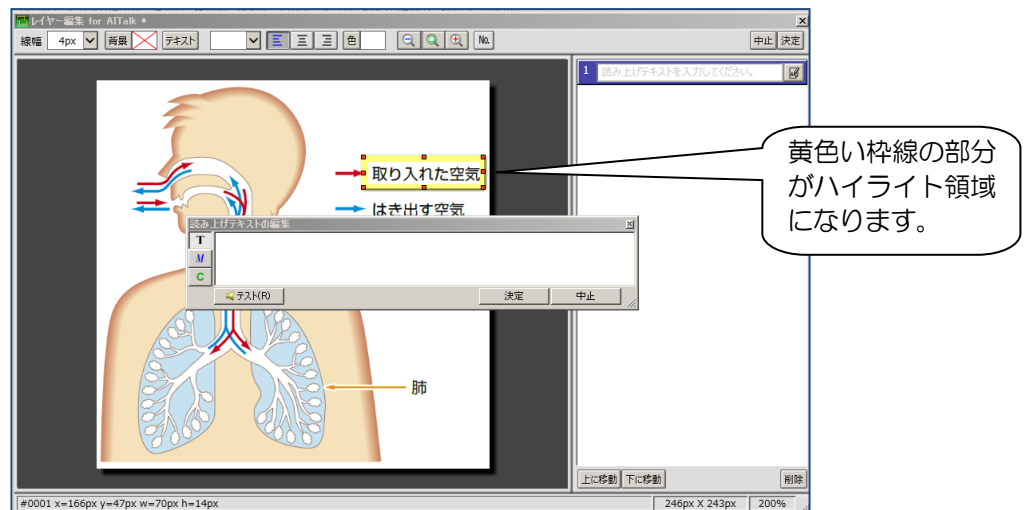 レイヤー編集 for AITalk *
線幅 4px 背景 テキスト 色 No. 中止 決定
1 読み上げテキストを入力してください。
取り入れた空気
はき出す空気
黄色い枠線の部分
がハイライト領域
になります。
読み上げテキストの編集
T
M
C
テスト(R) 決定 中止
肺
上に移動 下に移動 削除
#0001 x=166px y=47px w=70px h=14px 246px X 243px 200%